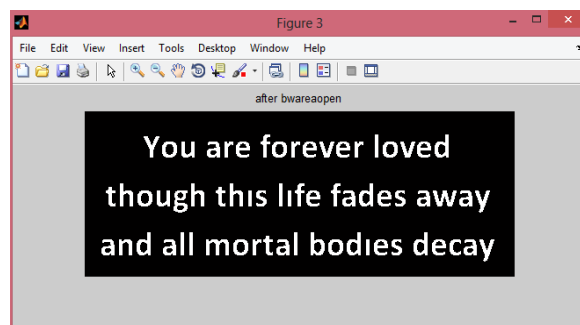 Figure 3
File Edit View Insert Tools Desktop Window Help
after bwareaopen
You are forever loved
though thıs lıfe fades away
and all mortal bodıes decay